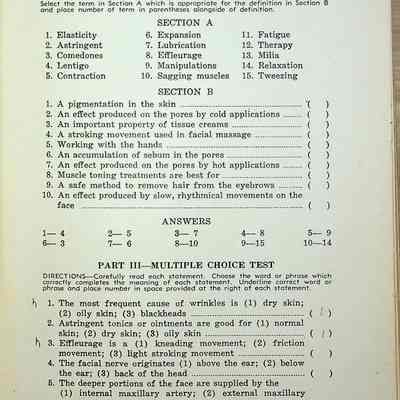 Select the term in Section A which is appropriate for the definition in Section B
and place number of term in parentheses alongside of definition.
SECTION A
1. Elasticity 6. Expansion 11. Fatigue
2. Astringent 7. Lubrication 12. Therapy
3. Comedones 8. Effleurage 13. Milia
4. Lentigo 9. Manipulations 14. Relaxation
5. Contraction 10. Sagging muscles 15. Tweezing
SECTION B
1. A pigmentation in the skin ( )
2. An effect produced on the pores by cold applications ( )
3. An important property of tissue creams ( )
4. A stroking movement used in facial massage ( )
5. Working with the hands ( )
6. An accumulation of sebum in the pores ( )
7. An effect produced on the pores by hot applications ( )
8. Muscle toning treatments are best for ( )
9. A safe method to remove hair from the eyebrows ( )
10. An effect produced by slow, rhythmical movements on the
face ( )
ANSWERS
1— 4 2— 5 3— 7 4— 8 5— 9
6— 3 7— 6 8—10 9—15 10—14
PART III—MULTIPLE CHOICE TEST
DIRECTIONS—Carefully read each statement. Choose the word or phrase which
correctly completes the meaning of each statement. Underline correct word or
phrase and place number in space provided at the right of each statement.
1. The most frequent cause of wrinkles is (1) dry skin;
(2) oily skin; (3) blackheads ( )
2. Astringent tonics or ointments are good for (1) normal
skin; (2) dry skin; (3) oily skin ( )
3. Effleurage is a (1) kneading movement; (2) friction
movement; (3) light stroking movement ( )
4. The facial nerve originates (1) above the ear; (2) below
the ear; (3) back of the head ( )
5. The deeper portions of the face are supplied by the
(1) internal maxillary artery; (2) external maxillary